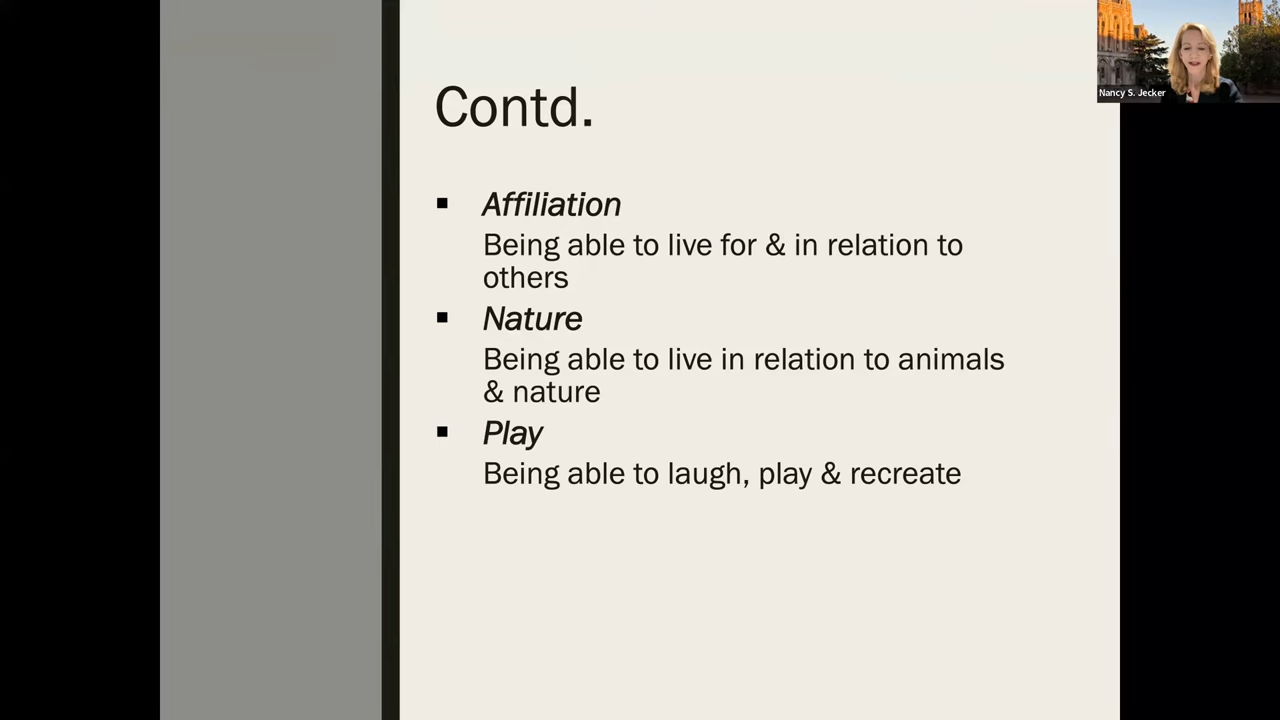 Contd.
Nancy S. Jecker
▪ Affiliation
Being able to live for & in relation to
others
▪ Nature
Being able to live in relation to animals
& nature
▪ Play
Being able to laugh, play & recreate